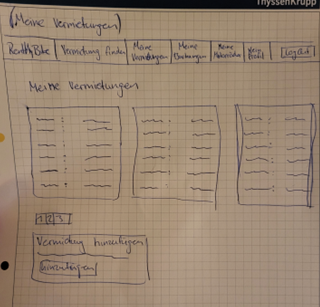 ThyssenKrupp
(Meine Vermietungen)
RentMyBike Vermietung finden Meine Vermietungen Meine Buchungen Meine Mein Profil Logout
Meine Vermietungen
1 2 3
Vermietung hinzufügen
hinzufügen